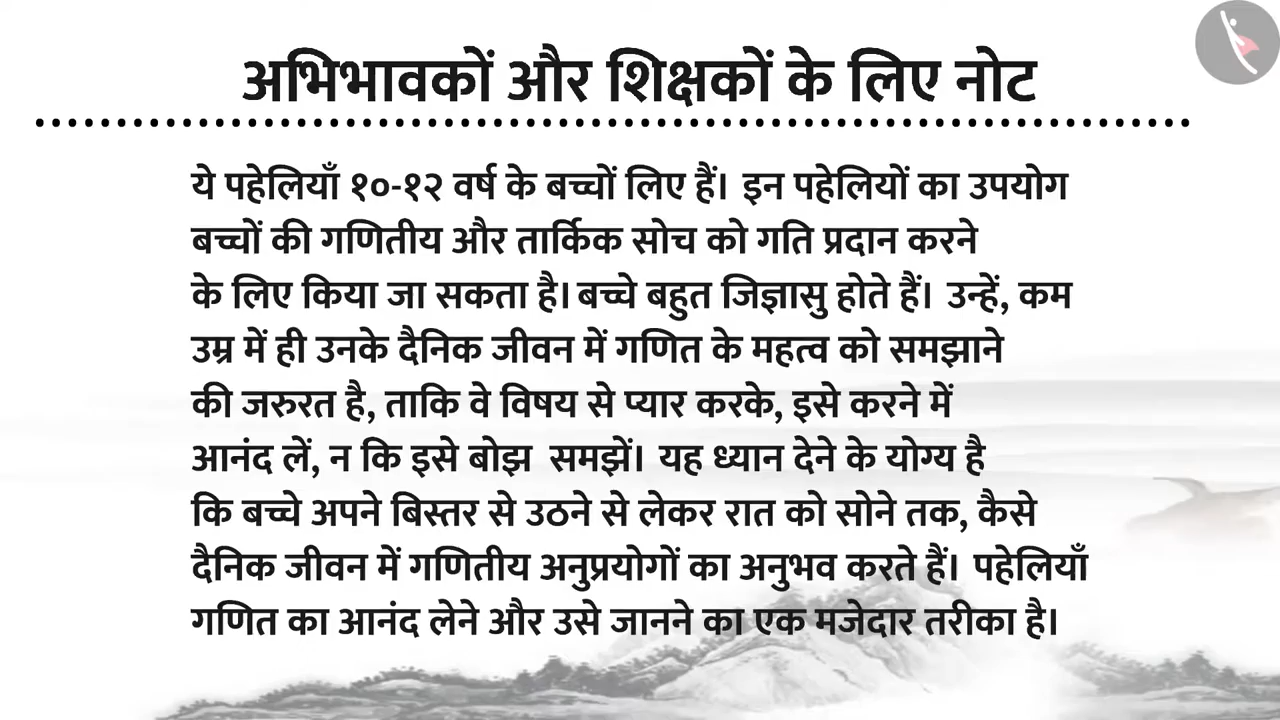 अभिभावकों और शिक्षकों के लिए नोट
ये पहेलियाँ १०-१२ वर्ष के बच्चों लिए हैं। इन पहेलियों का उपयोग
बच्चों की गणितीय और तार्किक सोच को गति प्रदान करने
के लिए किया जा सकता है। बच्चे बहुत जिज्ञासु होते हैं। उन्हें, कम
उम्र में ही उनके दैनिक जीवन में गणित के महत्व को समझाने
की जरुरत है, ताकि वे विषय से प्यार करके, इसे करने में
आनंद लें, न कि इसे बोझ समझें। यह ध्यान देने के योग्य है
कि बच्चे अपने बिस्तर से उठने से लेकर रात को सोने तक, कैसे
दैनिक जीवन में गणितीय अनुप्रयोगों का अनुभव करते हैं। पहेलियाँ
गणित का आनंद लेने और उसे जानने का एक मजेदार तरीका है।